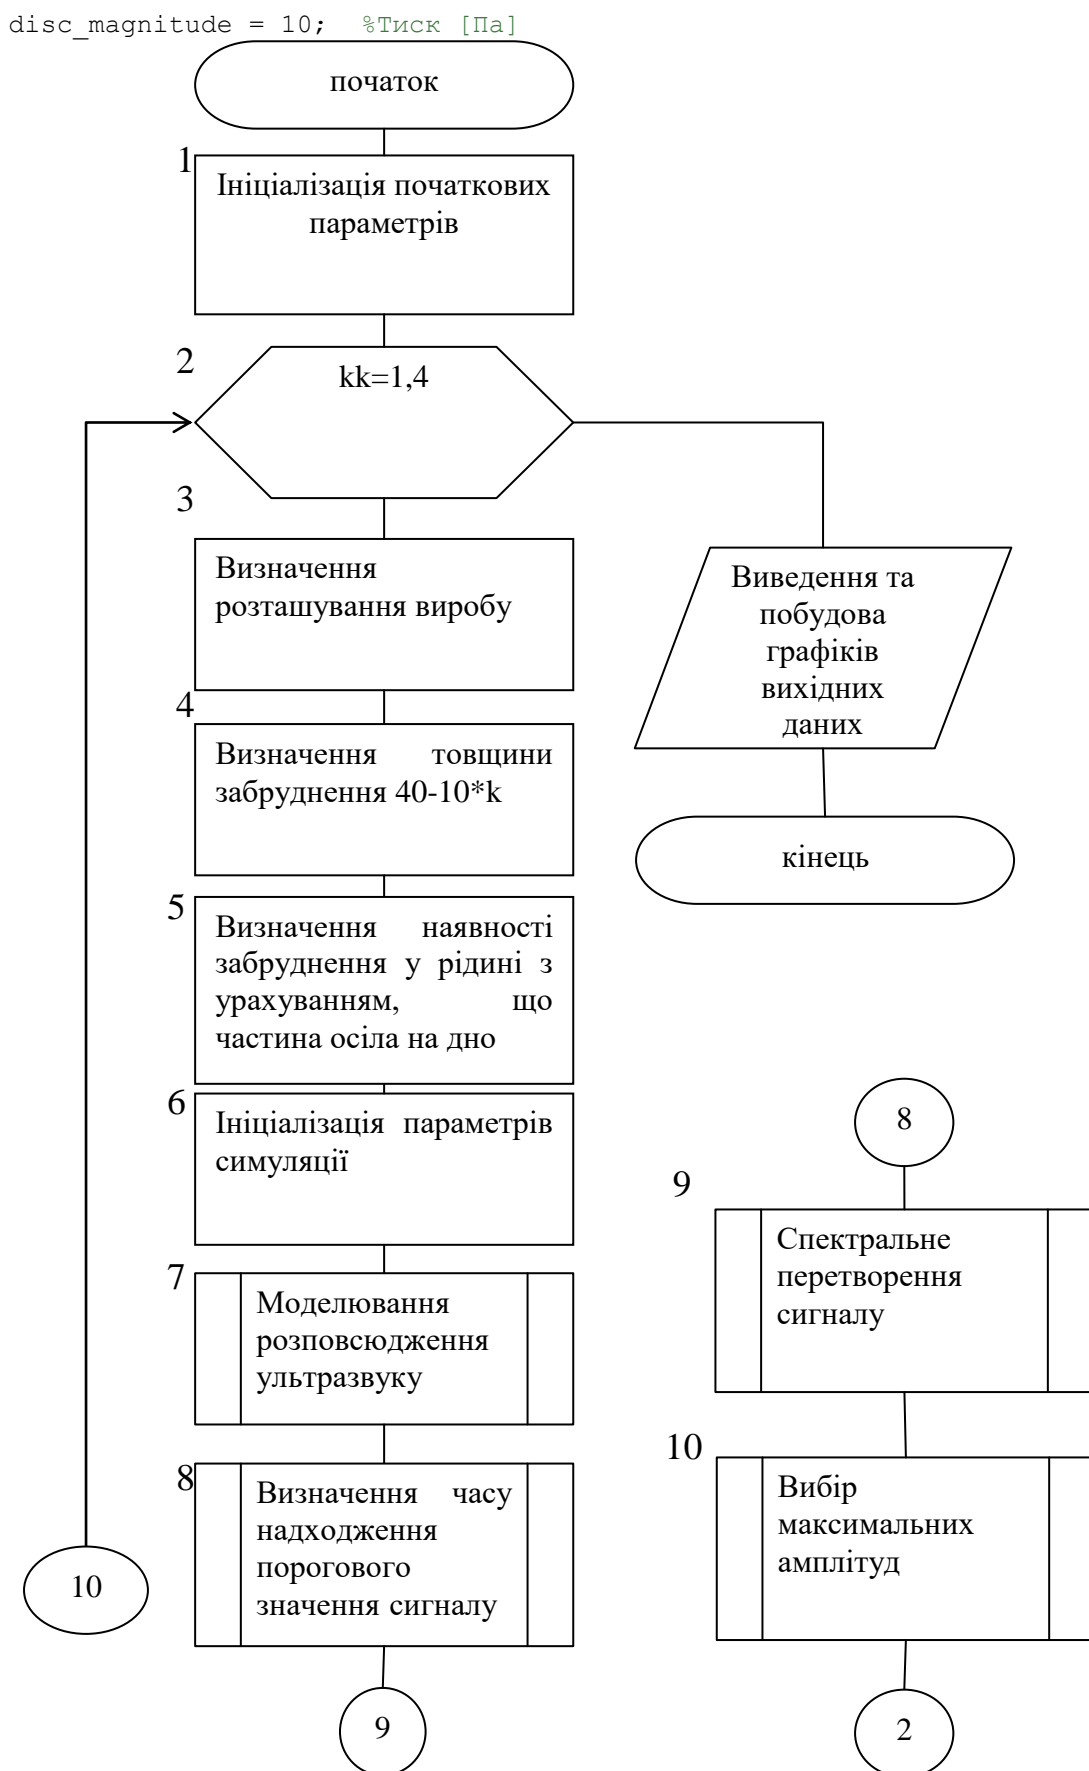 disc_magnitude = 10; %Тиск [Па]
початок
1
Ініціалізація початкових
параметрів
2
kk=1,4
3
Визначення
розташування виробу
4
Визначення товщини
забруднення 40-10*k
5
Визначення наявності
забруднення у рідині з
урахуванням, що
частина осіла на дно
6
Ініціалізація параметрів
симуляції
7
Моделювання
розповсюдження
ультразвуку
8
Визначення часу
надходження
порогового
значення сигналу
9
10
Виведення та
побудова
графіків
вихідних
даних
кінець
8
9
Спектральне
перетворення
сигналу
10
Вибір
максимальних
амплітуд
2